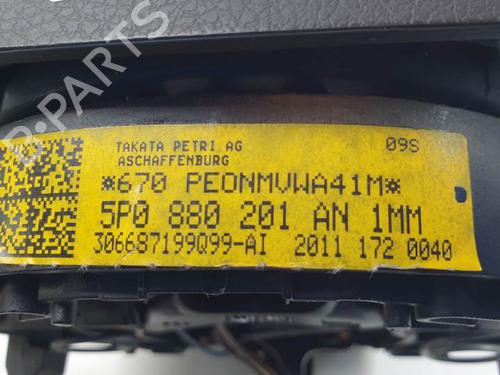 B-PARTS
TAKATA PETRI AG
09S
ASCHAFFENBURG
*670 PEONMVWA41M*
5P0 880 201 AN 1MM
306687199Q99-AI 2011 172 0040